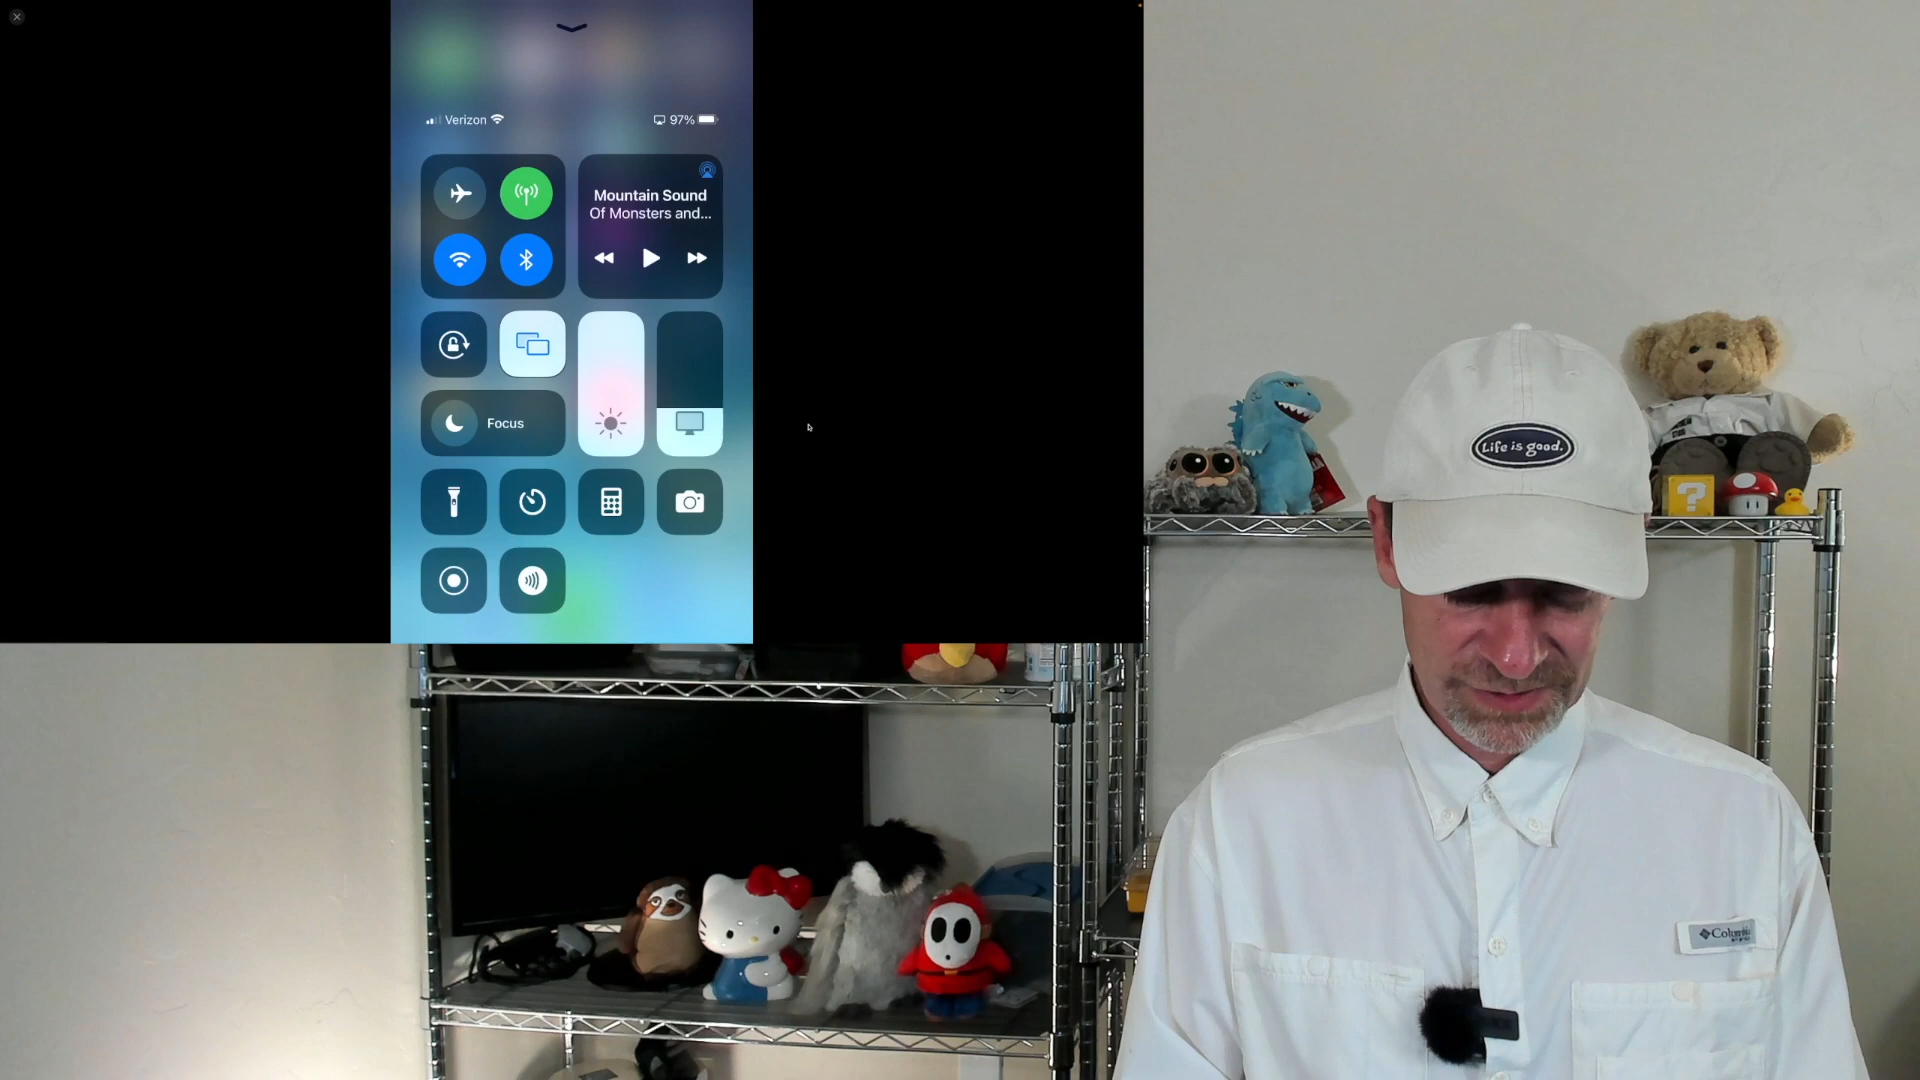 Verizon
97%
Mountain Sound
Of Monsters and...
Focus
Life is good.
?
Columbia